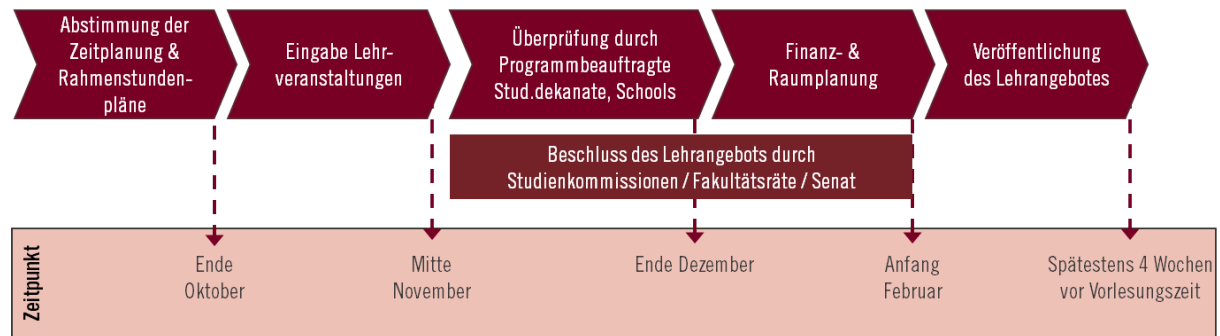 Abstimmung der
Zeitplanung &
Rahmenstunden-
pläne
Eingabe Lehr-
veranstaltungen
Überprüfung durch
Programmbeauftragte
Stud.dekanate, Schools
Finanz- &
Raumplanung
Veröffentlichung
des Lehrangebotes
Beschluss des Lehrangebots durch
Studienkommissionen / Fakultätsräte / Senat
Zeitpunkt
Ende
Oktober
Mitte
November
Ende Dezember
Anfang
Februar
Spätestens 4 Wochen
vor Vorlesungszeit